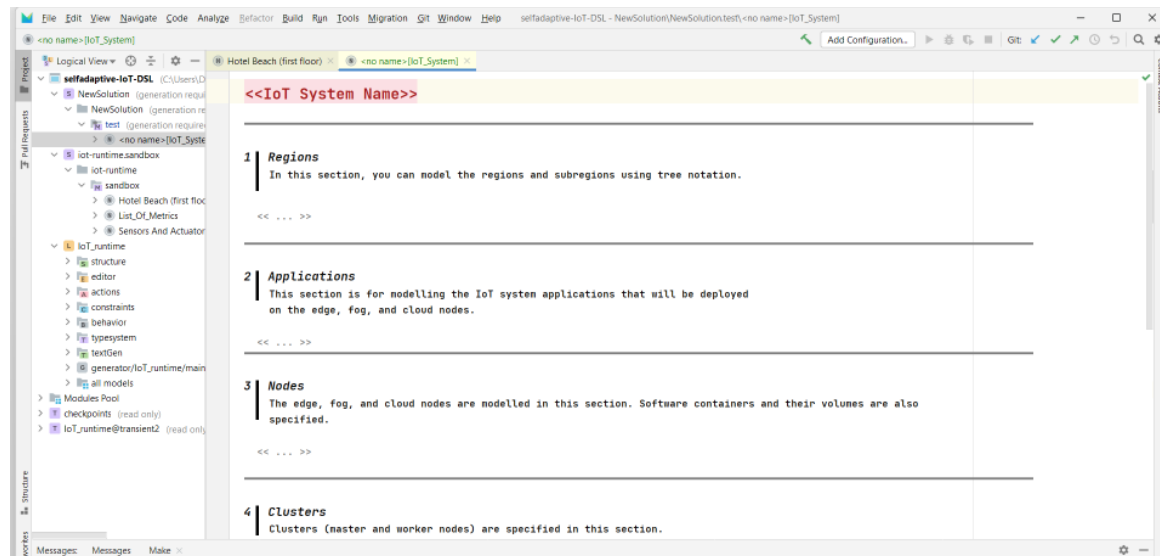 File Edit View Navigate Code Analyze Refactor Build Run Tools Migration Git Window Help selfadaptive-IoT-DSL - NewSolution\NewSolution.test\<no name>[IoT_System]
<no name>[IoT_System]
Add Configuration...
Git:
Project
Pull Requests
Structure
Logical View
Hotel Beach (first floor)
<no name>[IoT_System]
selfadaptive-IoT-DSL (C:\Users\D
NewSolution (generation requi
NewSolution (generation re
test (generation require
<no name>[IoT_Syste
iot-runtime.sandbox
iot-runtime
sandbox
Hotel Beach (first floo
List_Of_Metrics
Sensors And Actuator
IoT_runtime
structure
editor
actions
constraints
behavior
typesystem
textGen
generator/IoT_runtime/main
all models
Modules Pool
checkpoints (read only)
IoT_runtime@transient2 (read only
<<IoT System Name>>
1 Regions
In this section, you can model the regions and subregions using tree notation.
<< ... >>
2 Applications
This section is for modelling the IoT system applications that will be deployed
on the edge, fog, and cloud nodes.
<< ... >>
3 Nodes
The edge, fog, and cloud nodes are modelled in this section. Software containers and their volumes are also
specified.
<< ... >>
4 Clusters
Clusters (master and worker nodes) are specified in this section.
Messages: Messages Make